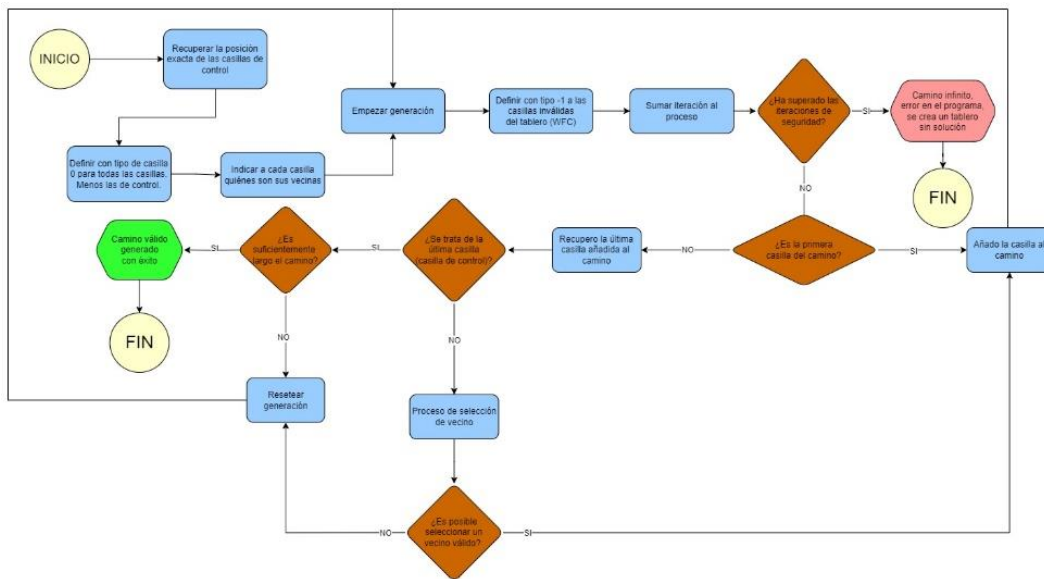 INICIO
Recuperar la posición
exacta de las casillas de
control
Definir con tipo de casilla
0 para todas las casillas.
Menos las de control.
Indicar a cada casilla
quiénes son sus vecinas
Empezar generación
Definir con tipo -1 a las
casillas inválidas
del tablero (WFC)
Sumar iteración al
proceso
¿Ha superado las
iteraciones de
seguridad?
SI
Camino infinito,
error en el programa,
se crea un tablero
sin solución
FIN
NO
¿Es la primera
casilla del camino?
SI
Añado la casilla al
camino
NO
Recupero la última
casilla añadida al
camino
¿Se trata de la
última casilla
(casilla de control)?
SI
¿Es
suficientemente
largo el camino?
SI
Camino válido
generado
con éxito
FIN
NO
Resetear
generación
NO
Proceso de selección
de vecino
¿Es posible
seleccionar un
vecino válido?
NO
SI